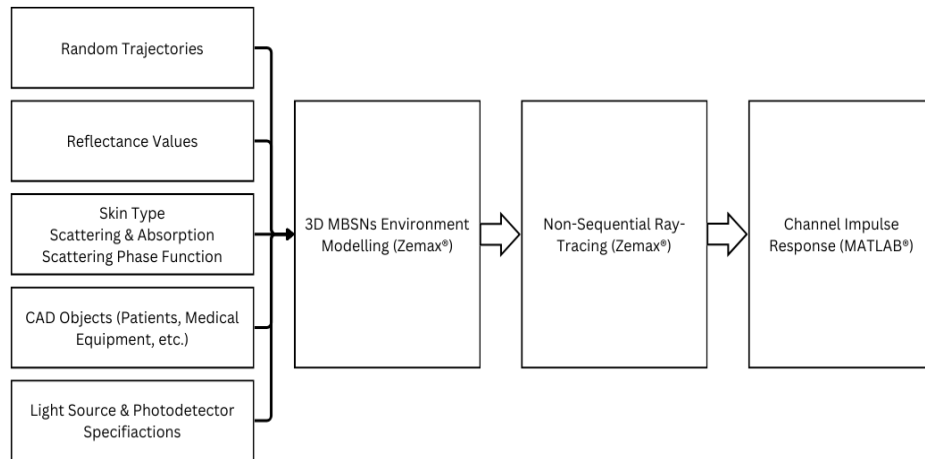 Random Trajectories
Reflectance Values
Skin Type
Scattering & Absorption
Scattering Phase Function
CAD Objects (Patients, Medical
Equipment, etc.)
Light Source & Photodetector
Specifiactions
3D MBSNs Environment
Modelling (Zemax®)
Non-Sequential Ray-
Tracing (Zemax®)
Channel Impulse
Response (MATLAB®)